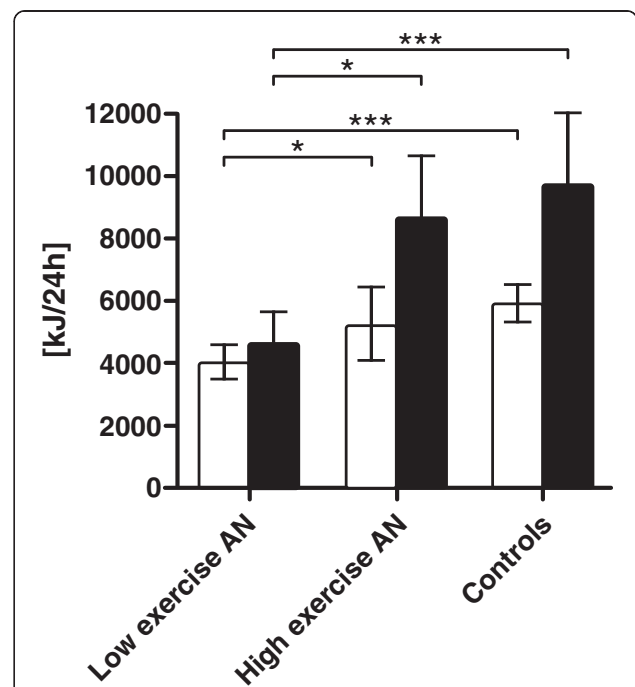 ***
*
***
*
12000
10000
8000
6000
4000
2000
0
[kJ/24h]
Low exercise AN
High exercise AN
Controls